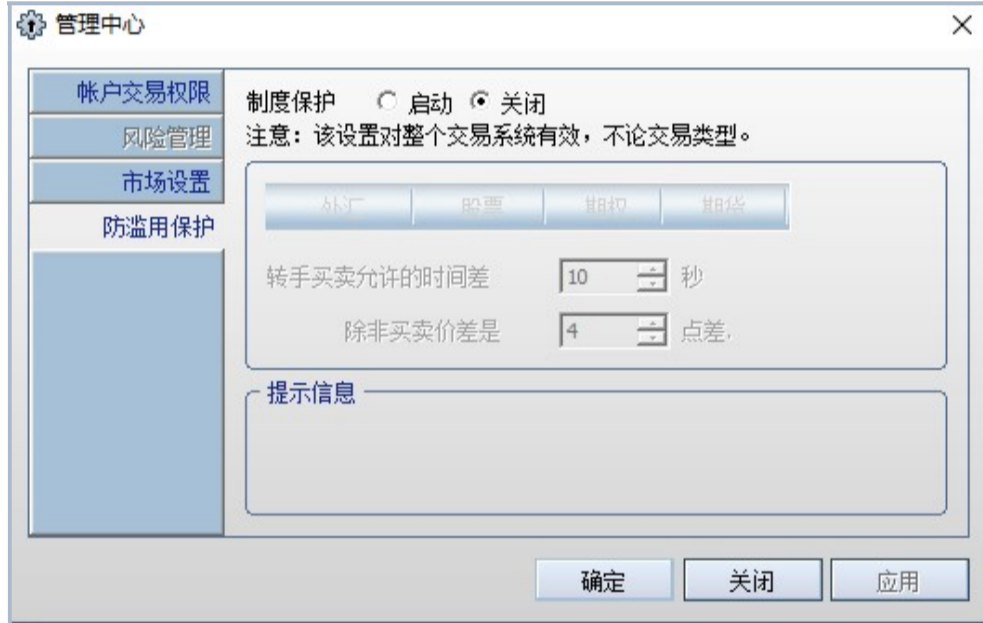 管理中心
帐户交易权限
风险管理
市场设置
防滥用保护
制度保护 启动 关闭
注意：该设置对整个交易系统有效，不论交易类型。
外汇 股票 期权 期货
转手买卖允许的时间差 10 秒
除非买卖价差是 4 点差.
提示信息
确定 关闭 应用